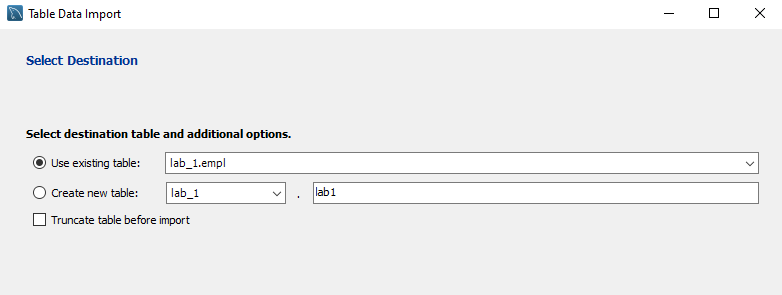 Table Data Import
Select Destination
Select destination table and additional options.
Use existing table: lab_1.empl
Create new table: lab_1 . lab1
Truncate table before import